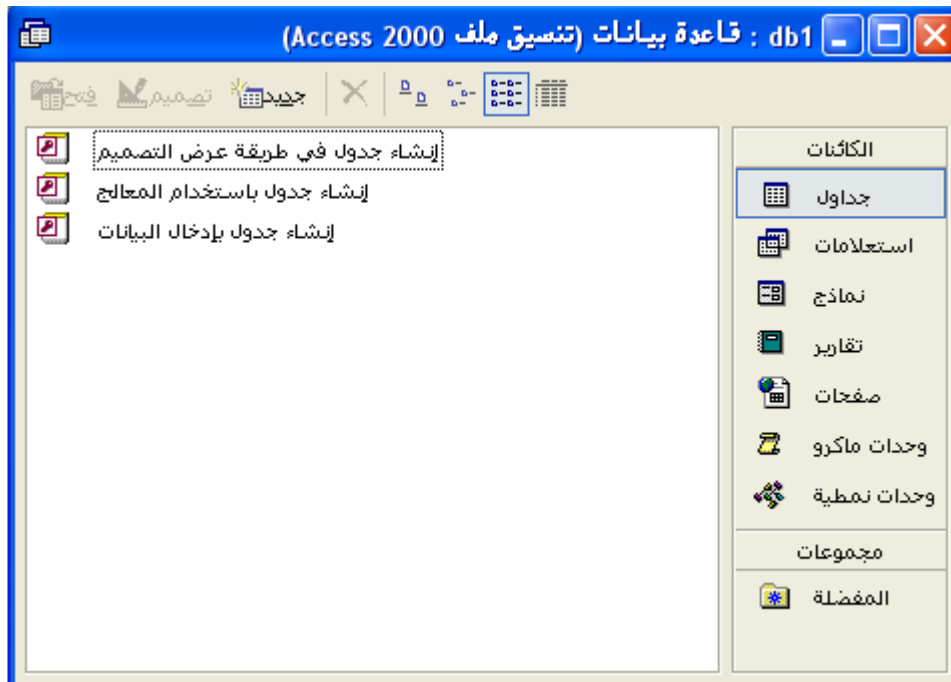 db1 : قاعدة بيانات (تنسيق ملف Access 2000)
جديد تصميم فتح
الكائنات
جداول
استعلامات
نماذج
تقارير
صفحات
وحدات ماكرو
وحدات نمطية
مجموعات
المفضلة
إنشاء جدول في طريقة عرض التصميم
إنشاء جدول باستخدام المعالج
إنشاء جدول بإدخال البيانات